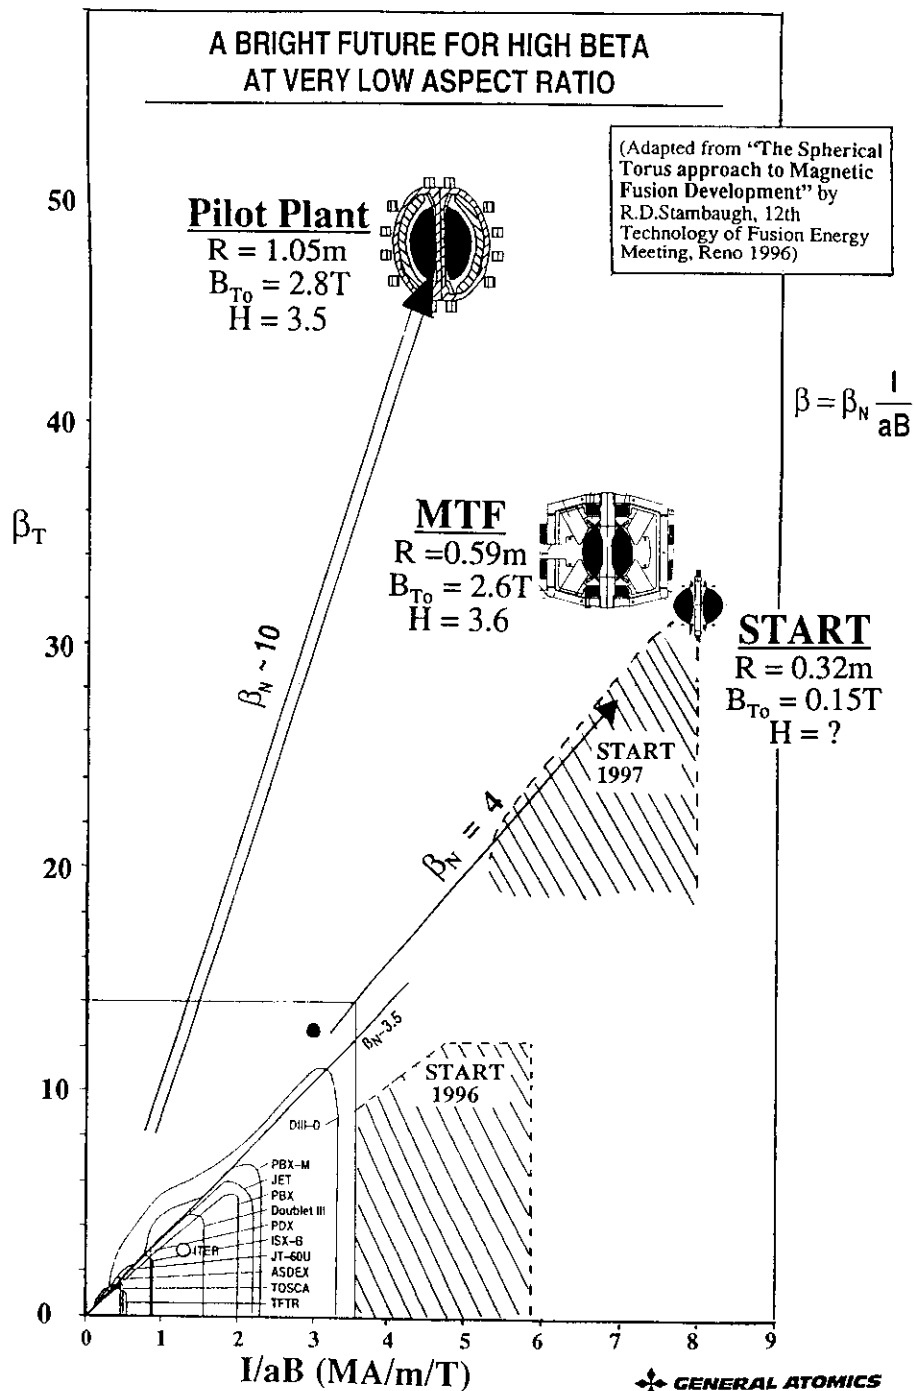 A BRIGHT FUTURE FOR HIGH BETA
AT VERY LOW ASPECT RATIO
(Adapted from "The Spherical
Torus approach to Magnetic
Fusion Development" by
R.D.Stambaugh, 12th
Technology of Fusion Energy
Meeting, Reno 1996)
50
Pilot Plant
R = 1.05m
B_To = 2.8T
H = 3.5
β = β_N I/aB
40
β_T
MTF
R =0.59m
B_To = 2.6T
H = 3.6
30
START
R = 0.32m
B_To = 0.15T
H = ?
β_N ~ 10
START
1997
β_N = 4
20
β_N~3.5
START
1996
10
DIII-D
PBX-M
JET
PBX
Doublet III
PDX
ISX-B
ITER
JT-60U
ASDEX
TOSCA
TFTR
0
0 1 2 3 4 5 6 7 8 9
I/aB (MA/m/T)
GENERAL ATOMICS